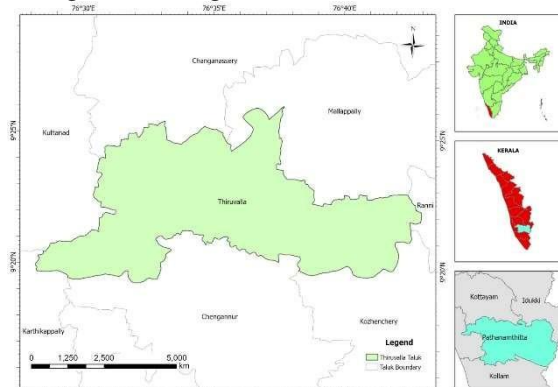 76°30'E 76°35'E 76°40'E
N
Changanassery
Mallappally
Kuttanad
9°25'N
9°25'N
Thiruvalla
Ranni
9°20'N
9°20'N
Karthikappally
Chengannur
Kozhenchery
0 1,250 2,500 5,000
Legend
Thiruvalla Taluk
Taluk Boundary
INDIA
KERALA
Kottayam
Idukki
Pathanamthitta
Kollam